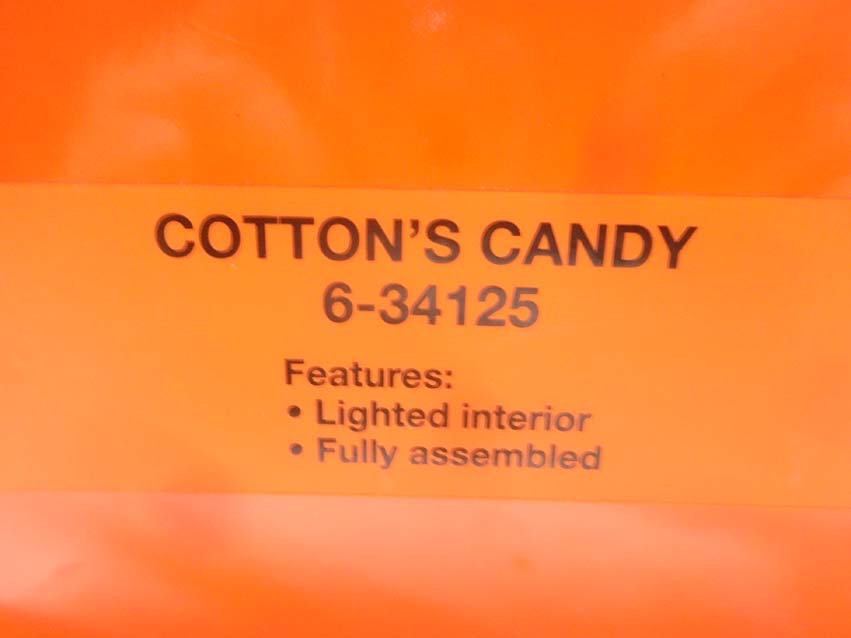 COTTON'S CANDY
6-34125
Features:
• Lighted interior
• Fully assembled